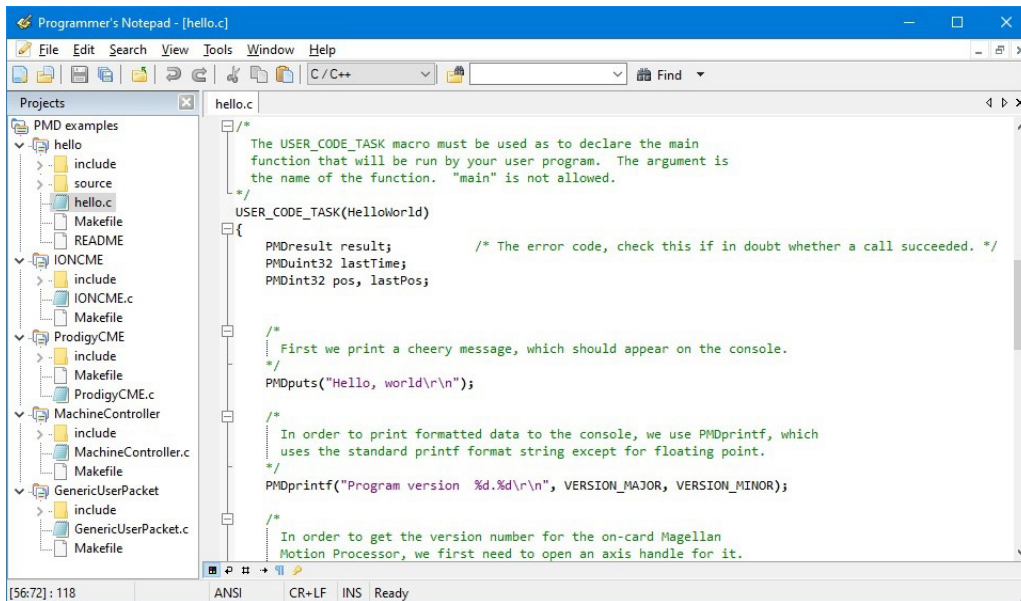 Programmer's Notepad - [hello.c]
File Edit Search View Tools Window Help
C/C++ Find
Projects
PMD examples
hello
include
source
hello.c
Makefile
README
IONCME
include
IONCME.c
Makefile
ProdigyCME
include
Makefile
ProdigyCME.c
MachineController
include
MachineController.c
Makefile
GenericUserPacket
include
GenericUserPacket.c
Makefile
hello.c
/*
The USER_CODE_TASK macro must be used as to declare the main
function that will be run by your user program. The argument is
the name of the function. "main" is not allowed.
*/
USER_CODE_TASK(HelloWorld)
{
PMDresult result; /* The error code, check this if in doubt whether a call succeeded. */
PMDuint32 lastTime;
PMDint32 pos, lastPos;
/*
First we print a cheery message, which should appear on the console.
*/
PMDputs("Hello, world\r\n");
/*
In order to print formatted data to the console, we use PMDprintf, which
uses the standard printf format string except for floating point.
*/
PMDprintf("Program version %d.%d\r\n", VERSION_MAJOR, VERSION_MINOR);
/*
In order to get the version number for the on-card Magellan
Motion Processor, we first need to open an axis handle for it.
[56:72] : 118 ANSI CR+LF INS Ready